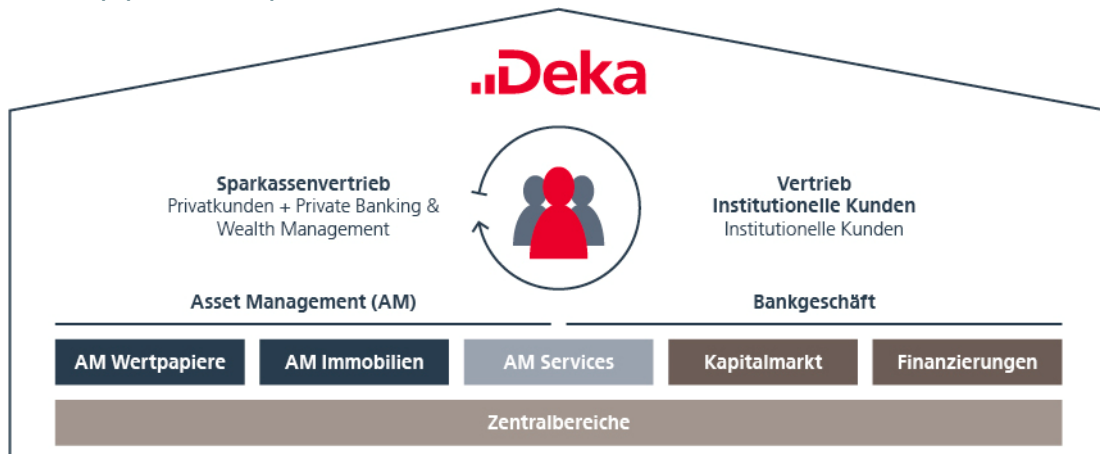 Deka
Sparkassenvertrieb
Privatkunden + Private Banking &
Wealth Management
Vertrieb
Institutionelle Kunden
Institutionelle Kunden
Asset Management (AM)
Bankgeschäft
AM Wertpapiere
AM Immobilien
AM Services
Kapitalmarkt
Finanzierungen
Zentralbereiche